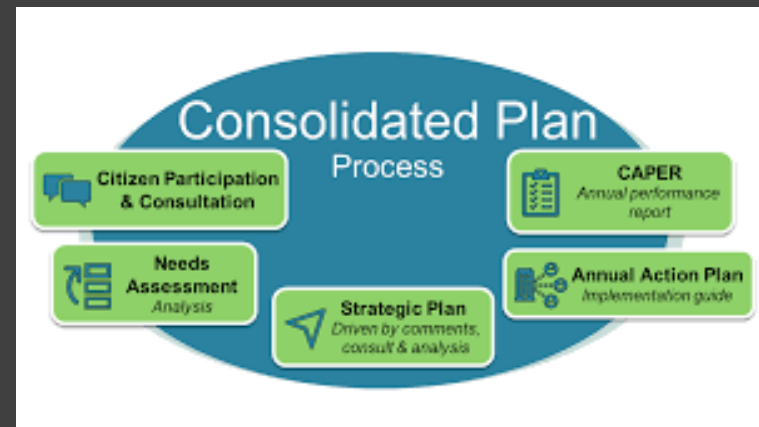 Consolidated Plan
Process
Citizen Participation
& Consultation
Needs
Assessment
Analysis
Strategic Plan
Driven by comments,
consult & analysis
Annual Action Plan
Implementation guide
CAPER
Annual performance
report